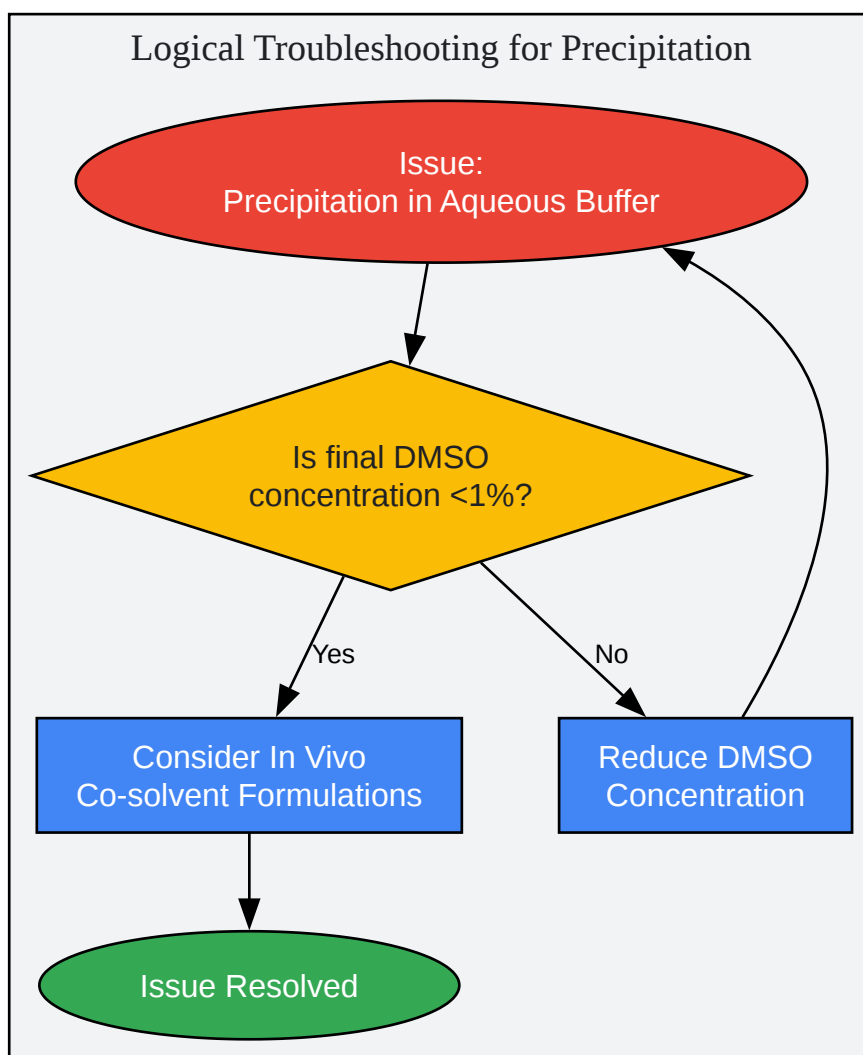 Logical Troubleshooting for Precipitation
Issue:
Precipitation in Aqueous Buffer
Is final DMSO
concentration <1%?
Yes
No
Consider In Vivo
Co-solvent Formulations
Reduce DMSO
Concentration
Issue Resolved